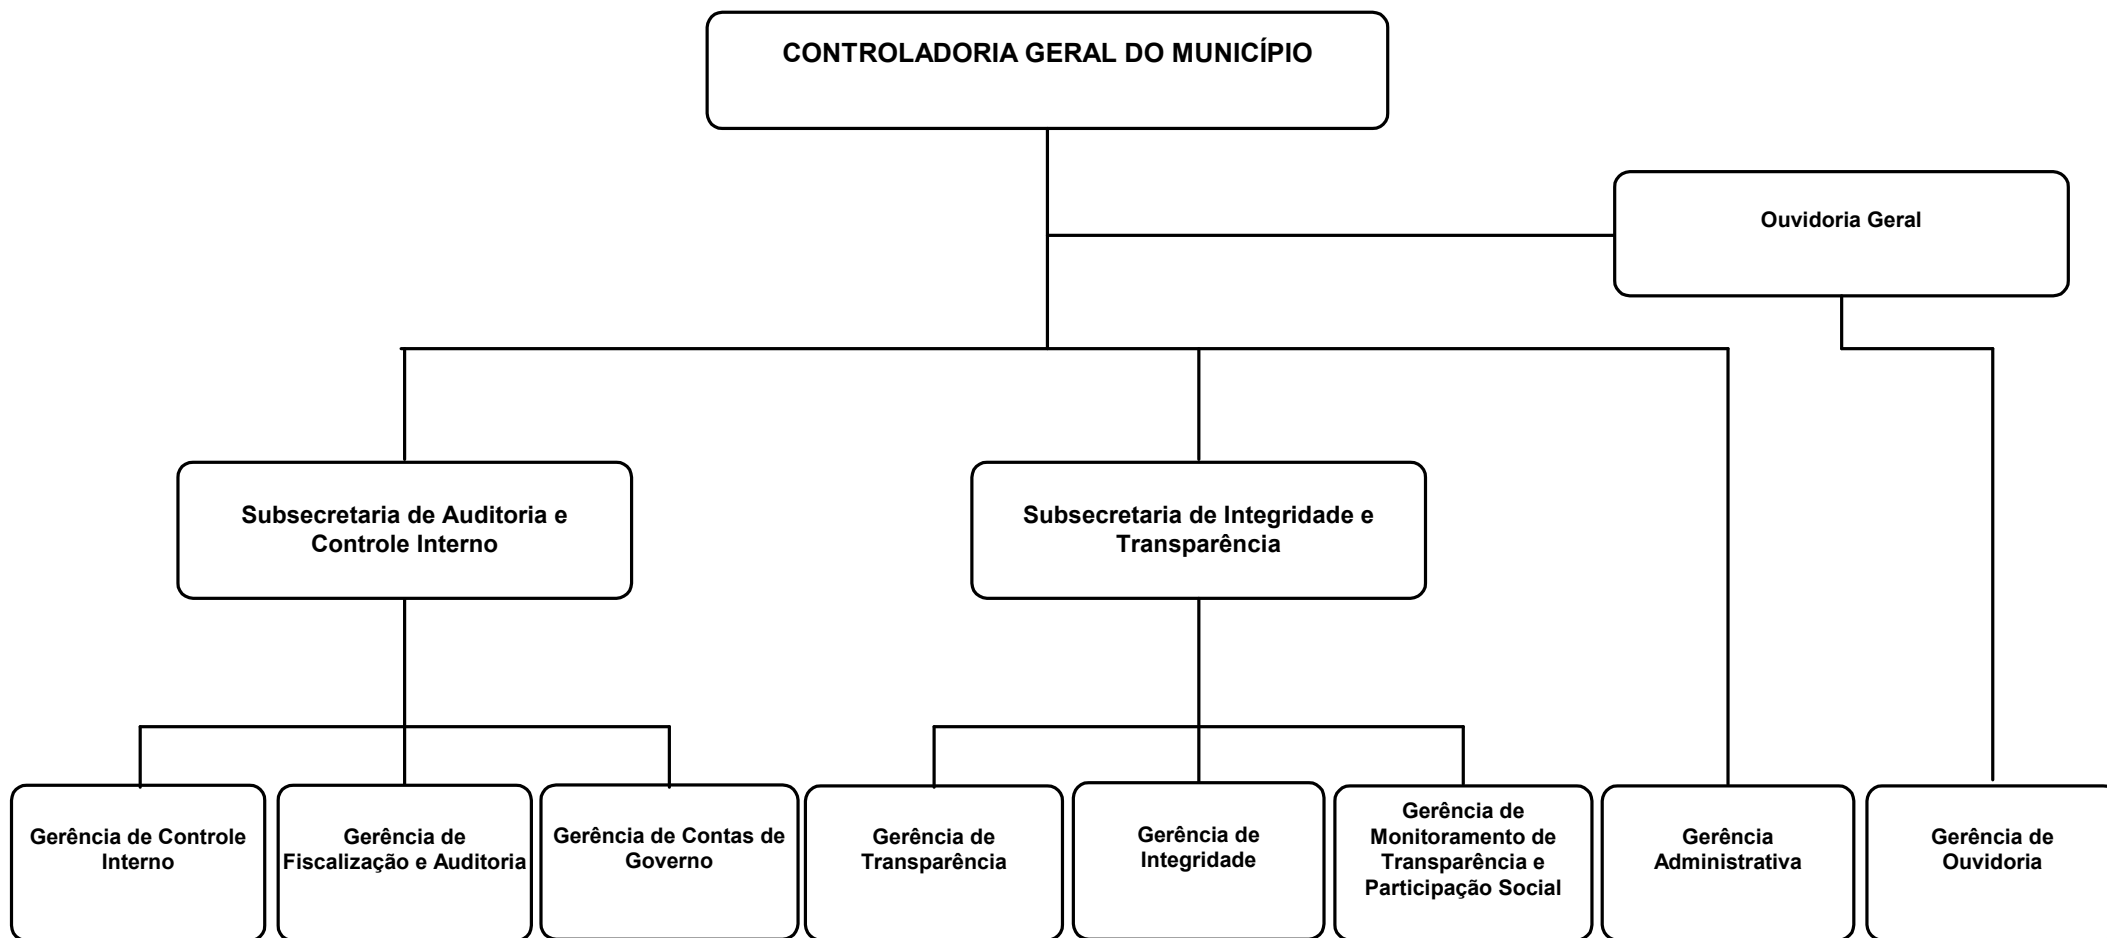 CONTROLADORIA GERAL DO MUNICÍPIO
Ouvidoria Geral
Subsecretaria de Auditoria e
Controle Interno
Subsecretaria de Integridade e
Transparência
Gerência de Controle
Interno
Gerência de
Fiscalização e Auditoria
Gerência de Contas de
Governo
Gerência de
Transparência
Gerência de
Integridade
Gerência de
Monitoramento de
Transparência e
Participação Social
Gerência
Administrativa
Gerência de
Ouvidoria